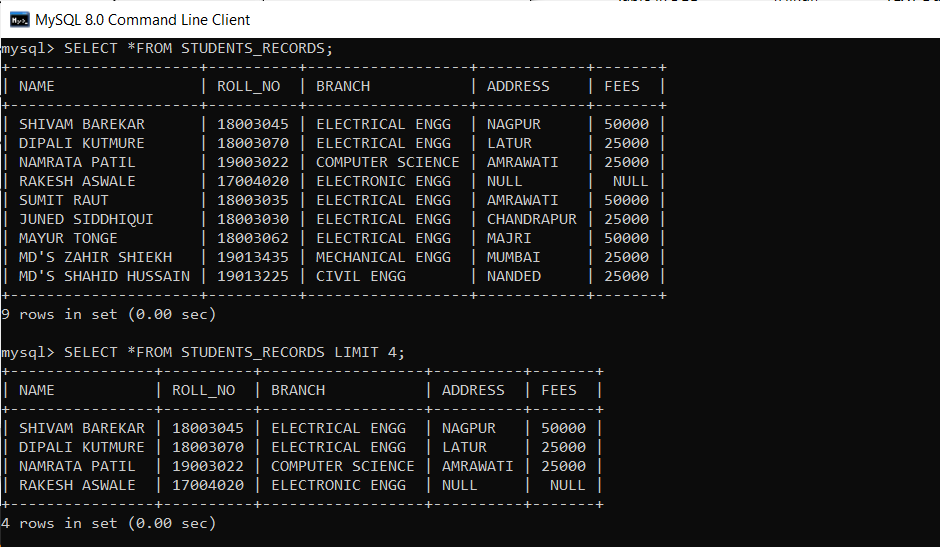 MySQL 8.0 Command Line Client
mysql> SELECT *FROM STUDENTS_RECORDS;
+---------------------+----------+------------------+------------+-------+
| NAME                | ROLL_NO  | BRANCH           | ADDRESS    | FEES  |
+---------------------+----------+------------------+------------+-------+
| SHIVAM BAREKAR      | 18003045 | ELECTRICAL ENGG  | NAGPUR     | 50000 |
| DIPALI KUTMURE      | 18003070 | ELECTRICAL ENGG  | LATUR      | 25000 |
| NAMRATA PATIL       | 19003022 | COMPUTER SCIENCE | AMRAWATI   | 25000 |
| RAKESH ASWALE       | 17004020 | ELECTRONIC ENGG  | NULL       |  NULL |
| SUMIT RAUT          | 18003035 | ELECTRICAL ENGG  | AMRAWATI   | 50000 |
| JUNED SIDDHIQUI     | 18003030 | ELECTRICAL ENGG  | CHANDRAPUR | 25000 |
| MAYUR TONGE         | 18003062 | ELECTRICAL ENGG  | MAJRI      | 50000 |
| MD'S ZAHIR SHIEKH   | 19013435 | MECHANICAL ENGG  | MUMBAI     | 25000 |
| MD'S SHAHID HUSSAIN | 19013225 | CIVIL ENGG       | NANDED     | 25000 |
+---------------------+----------+------------------+------------+-------+
9 rows in set (0.00 sec)
mysql> SELECT *FROM STUDENTS_RECORDS LIMIT 4;
+----------------+----------+------------------+----------+-------+
| NAME           | ROLL_NO  | BRANCH           | ADDRESS  | FEES  |
+----------------+----------+------------------+----------+-------+
| SHIVAM BAREKAR | 18003045 | ELECTRICAL ENGG  | NAGPUR   | 50000 |
| DIPALI KUTMURE | 18003070 | ELECTRICAL ENGG  | LATUR    | 25000 |
| NAMRATA PATIL  | 19003022 | COMPUTER SCIENCE | AMRAWATI | 25000 |
| RAKESH ASWALE  | 17004020 | ELECTRONIC ENGG  | NULL     |  NULL |
+----------------+----------+------------------+----------+-------+
4 rows in set (0.00 sec)